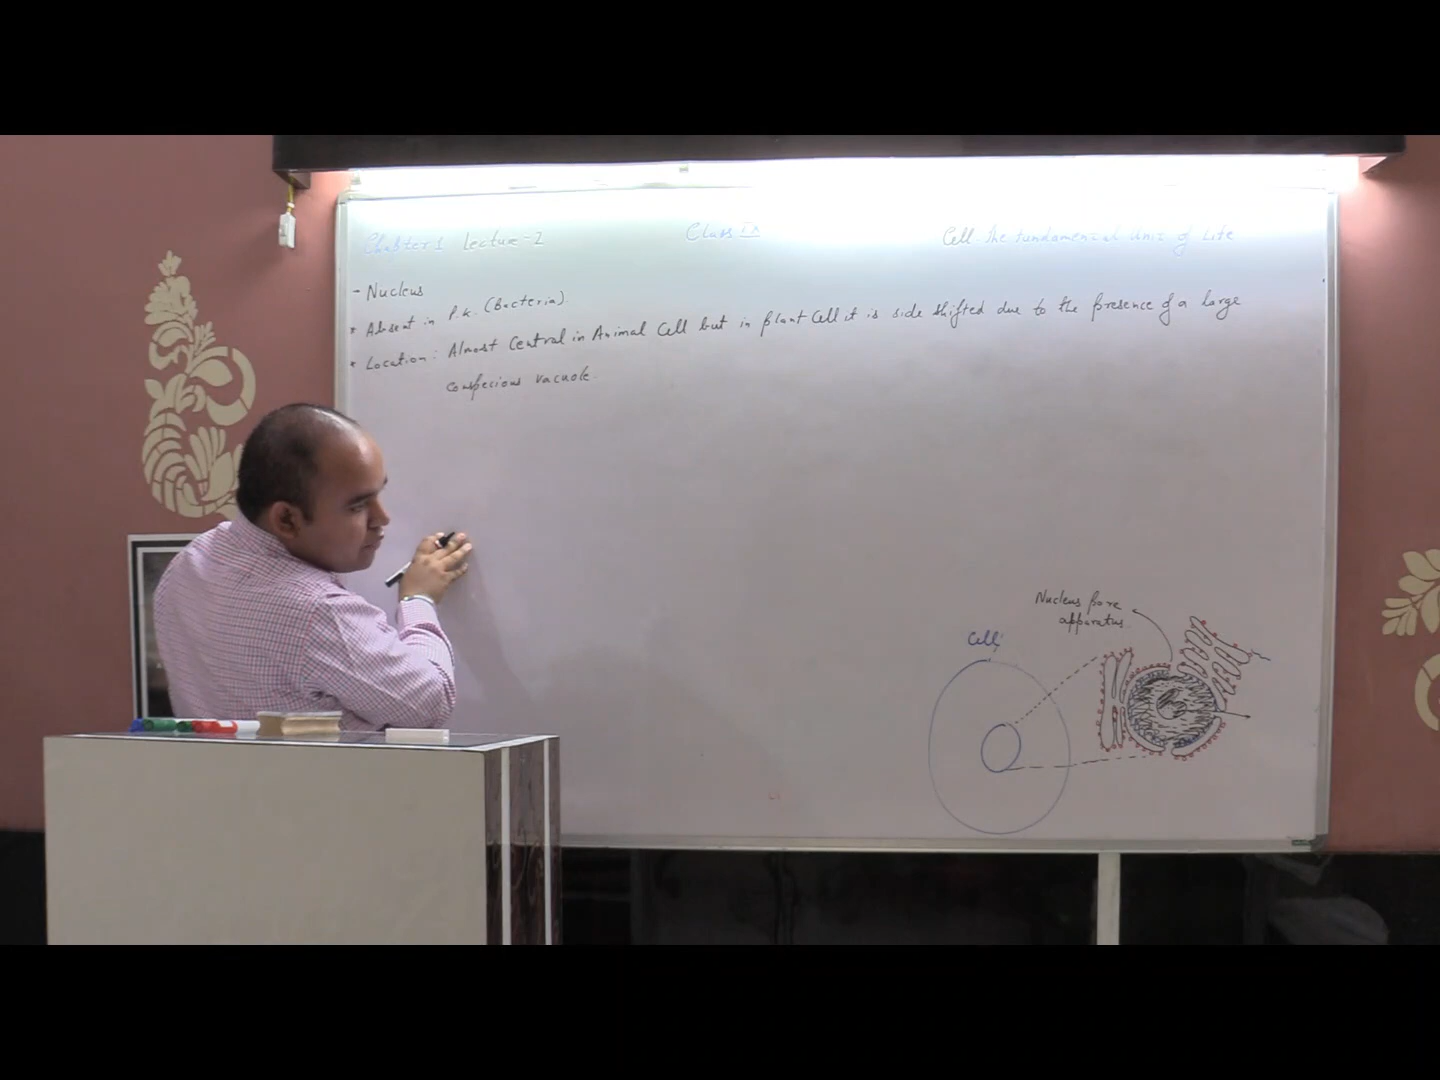 Chapter 1 Lecture-2 Class IX Cell-The Fundamental Unit of Life
- Nucleus
* Absent in P.K. (Bacteria).
* Location: Almost Central in Animal Cell but in plant Cell it is side shifted due to the presence of a large
conspecious vacuole.
Nucleus pore
apparatus
Cell